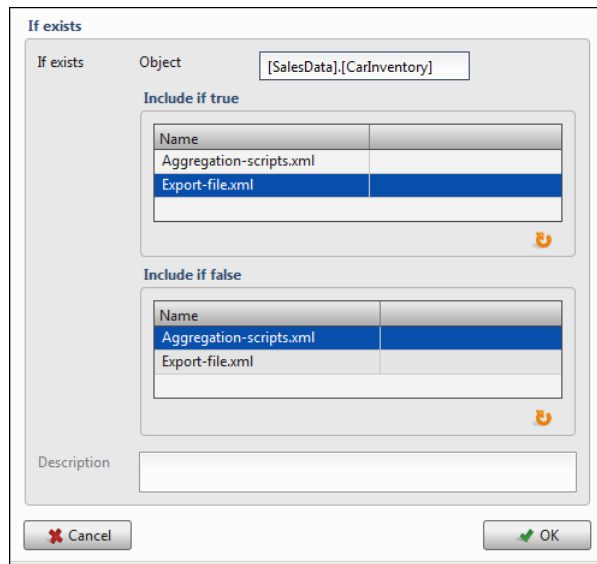 If exists
If exists Object [SalesData].[CarInventory]
Include if true
Name
Aggregation-scripts.xml
Export-file.xml
Include if false
Name
Aggregation-scripts.xml
Export-file.xml
Description
Cancel OK